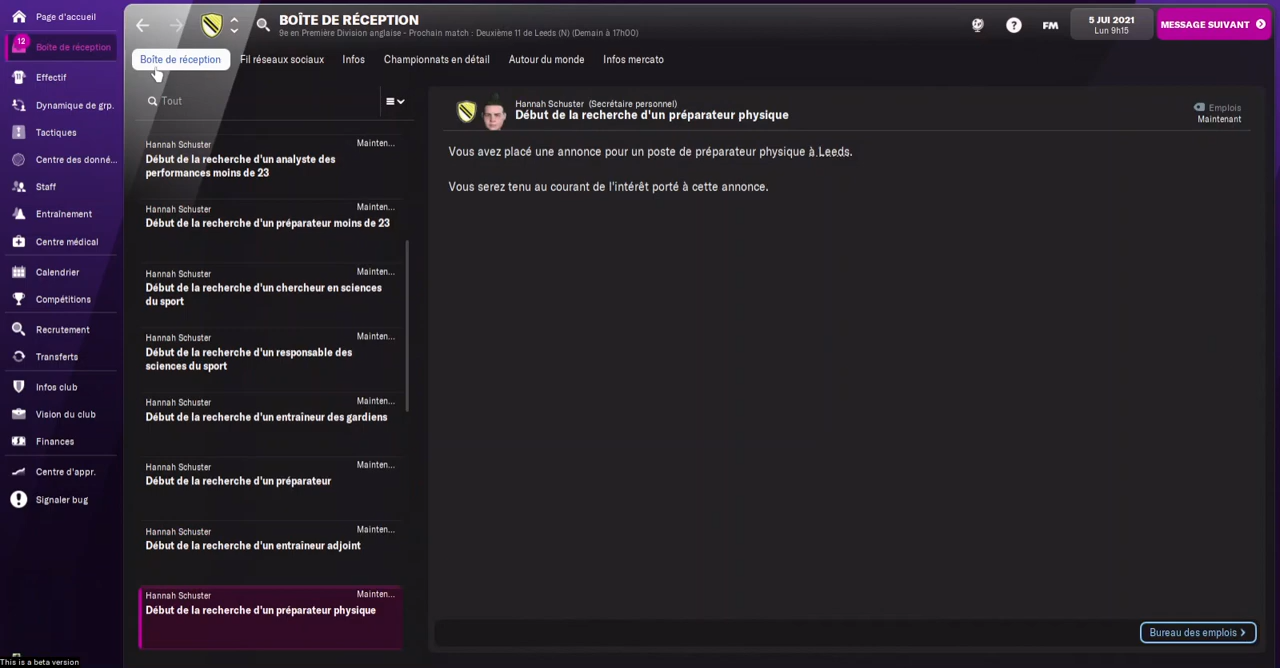 Page d'accueil
12
Boîte de réception
Effectif
Dynamique de grp.
Tactiques
Centre des donné...
Staff
Entraînement
Centre médical
Calendrier
Compétitions
Recrutement
Transferts
Infos club
Vision du club
Finances
Centre d'appr.
Signaler bug
This is a beta version
BOÎTE DE RÉCEPTION
9e en Première Division anglaise - Prochain match : Deuxième 11 de Leeds (N) (Demain à 17h00)
?
FM
5 JUI 2021
Lun 9h15
MESSAGE SUIVANT
Boîte de réception
Fil réseaux sociaux
Infos
Championnats en détail
Autour du monde
Infos mercato
Tout
Hannah Schuster
Mainten...
Début de la recherche d'un analyste des
performances moins de 23
Hannah Schuster
Mainten...
Début de la recherche d'un préparateur moins de 23
Hannah Schuster
Mainten...
Début de la recherche d'un chercheur en sciences
du sport
Hannah Schuster
Mainten...
Début de la recherche d'un responsable des
sciences du sport
Hannah Schuster
Mainten...
Début de la recherche d'un entraîneur des gardiens
Hannah Schuster
Mainten...
Début de la recherche d'un préparateur
Hannah Schuster
Mainten...
Début de la recherche d'un entraîneur adjoint
Hannah Schuster
Mainten...
Début de la recherche d'un préparateur physique
Hannah Schuster (Secrétaire personnel)
Début de la recherche d'un préparateur physique
Emplois
Maintenant
Vous avez placé une annonce pour un poste de préparateur physique à Leeds.
Vous serez tenu au courant de l'intérêt porté à cette annonce.
Bureau des emplois